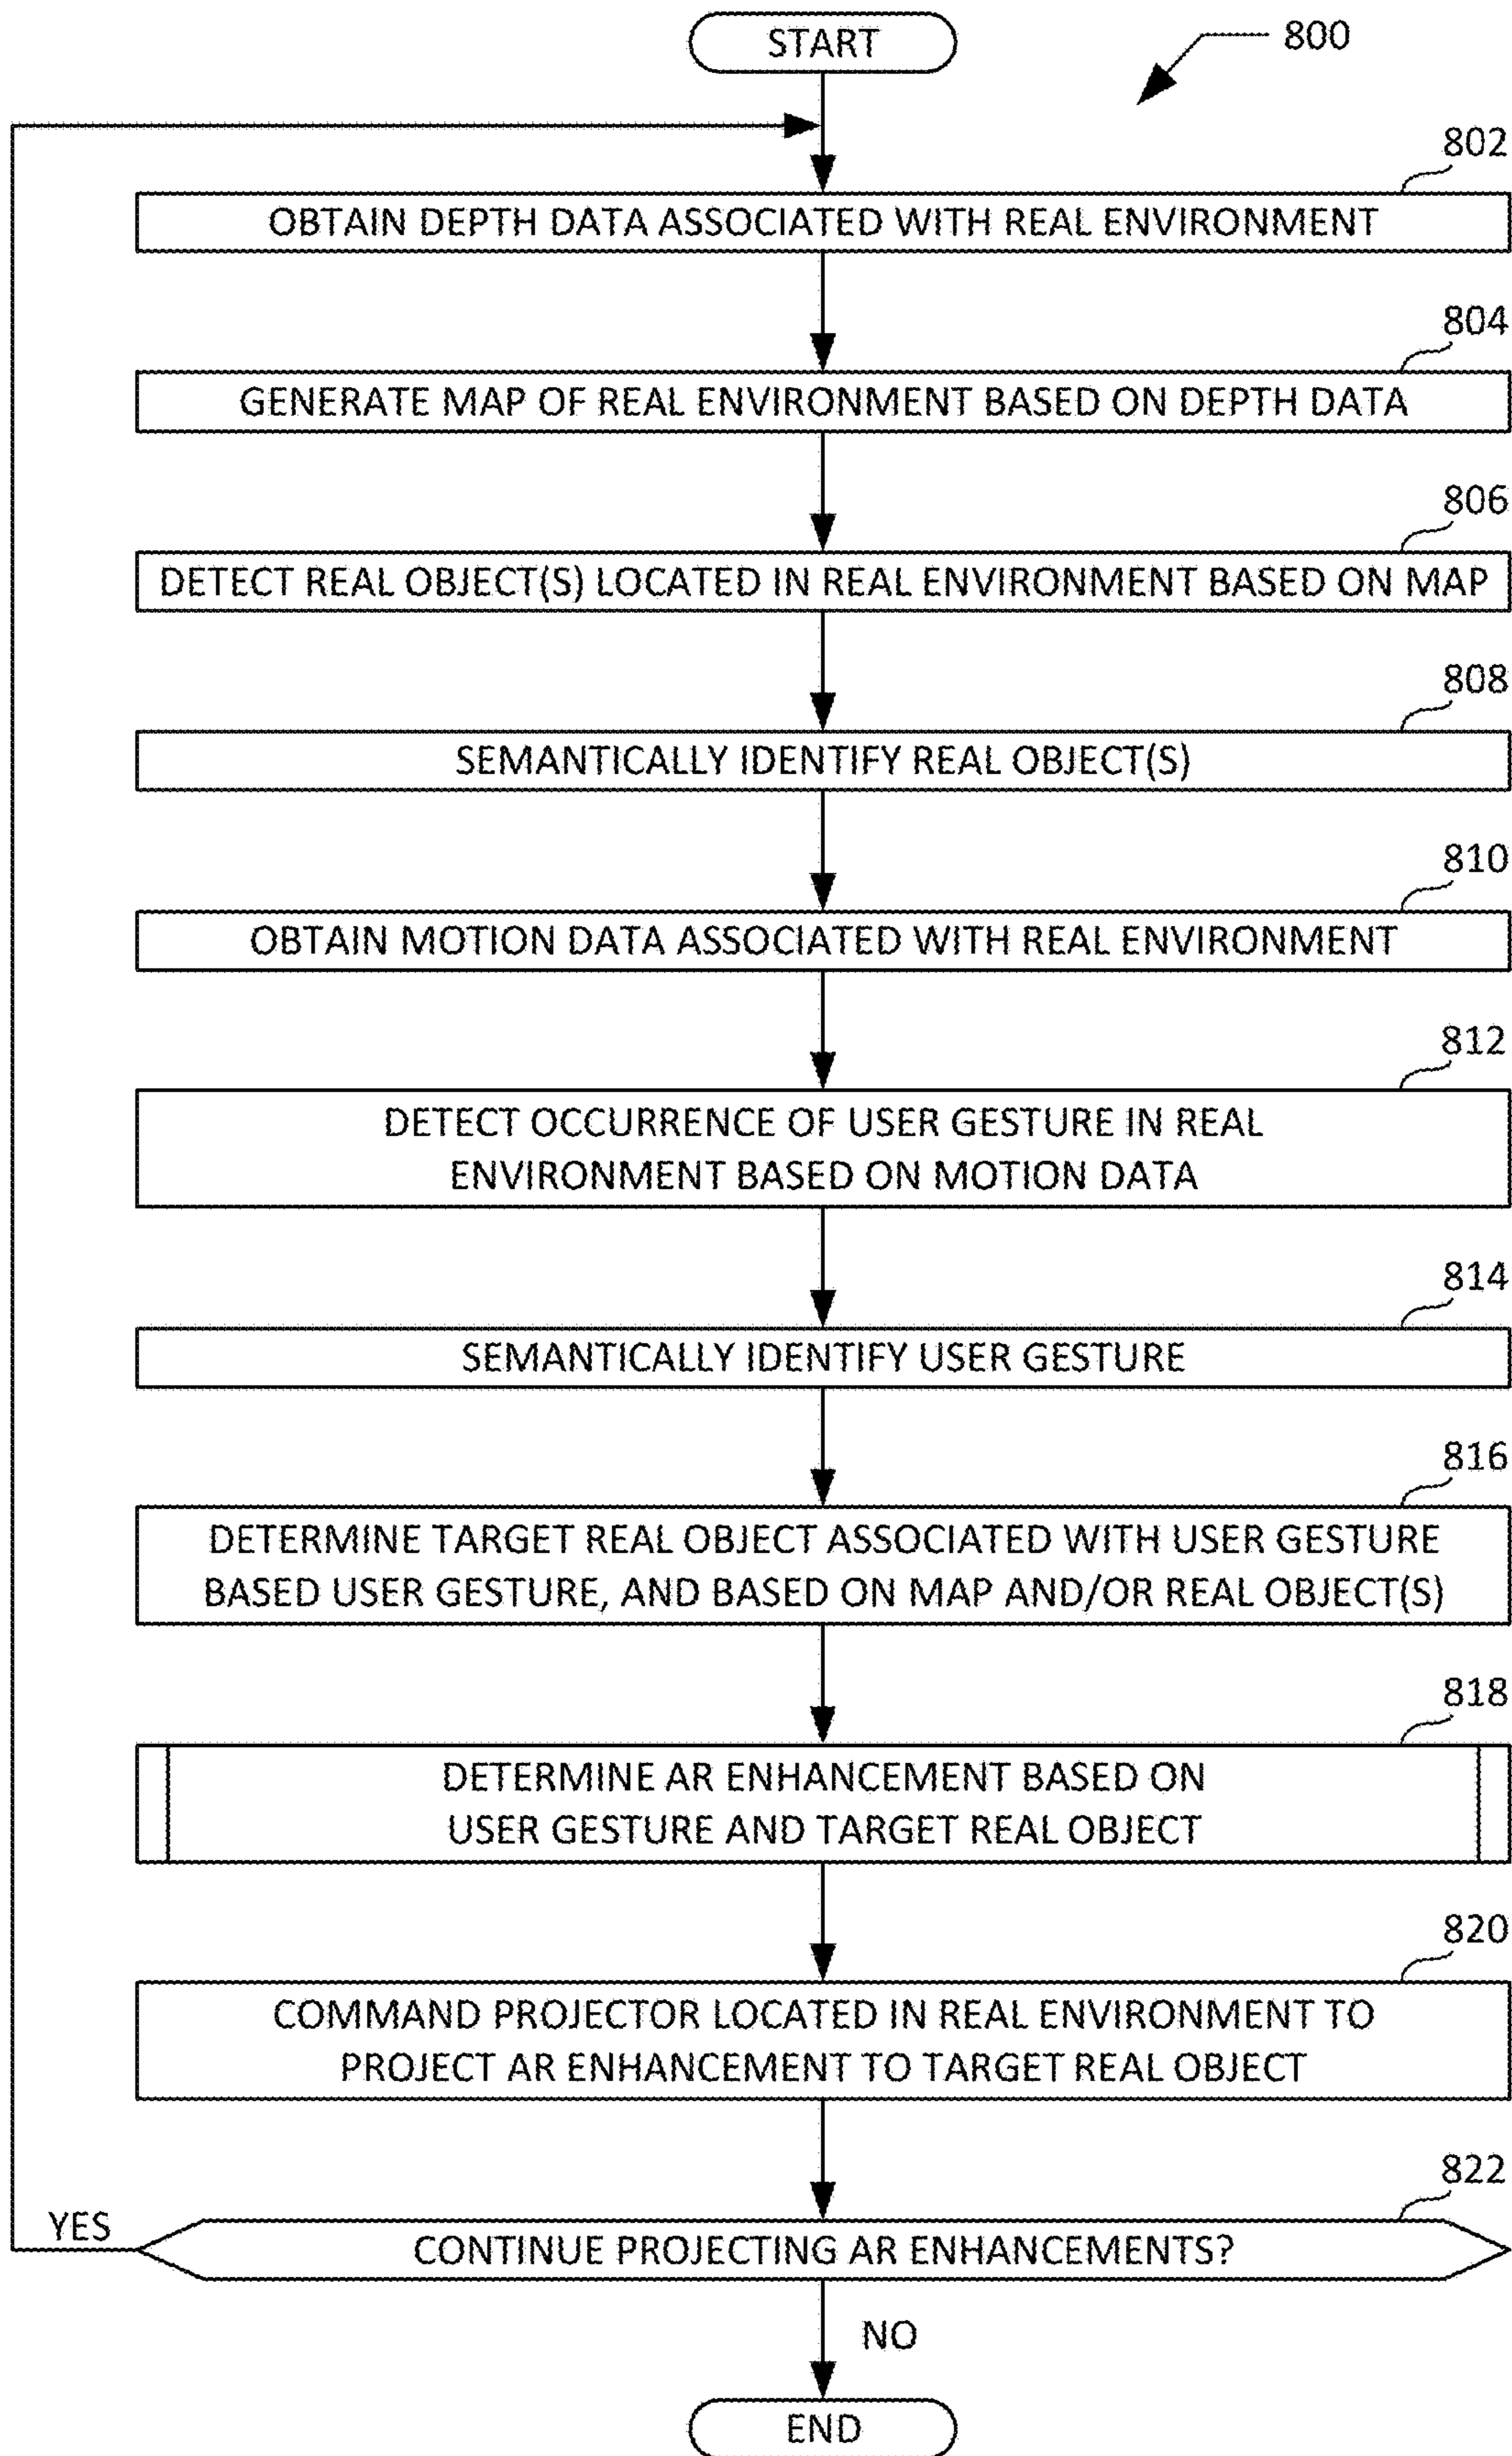 START
800
802
OBTAIN DEPTH DATA ASSOCIATED WITH REAL ENVIRONMENT
804
GENERATE MAP OF REAL ENVIRONMENT BASED ON DEPTH DATA
806
DETECT REAL OBJECT(S) LOCATED IN REAL ENVIRONMENT BASED ON MAP
808
SEMANTICALLY IDENTIFY REAL OBJECT(S)
810
OBTAIN MOTION DATA ASSOCIATED WITH REAL ENVIRONMENT
812
DETECT OCCURRENCE OF USER GESTURE IN REAL
ENVIRONMENT BASED ON MOTION DATA
814
SEMANTICALLY IDENTIFY USER GESTURE
816
DETERMINE TARGET REAL OBJECT ASSOCIATED WITH USER GESTURE
BASED USER GESTURE, AND BASED ON MAP AND/OR REAL OBJECT(S)
818
DETERMINE AR ENHANCEMENT BASED ON
USER GESTURE AND TARGET REAL OBJECT
820
COMMAND PROJECTOR LOCATED IN REAL ENVIRONMENT TO
PROJECT AR ENHANCEMENT TO TARGET REAL OBJECT
822
YES
CONTINUE PROJECTING AR ENHANCEMENTS?
NO
END